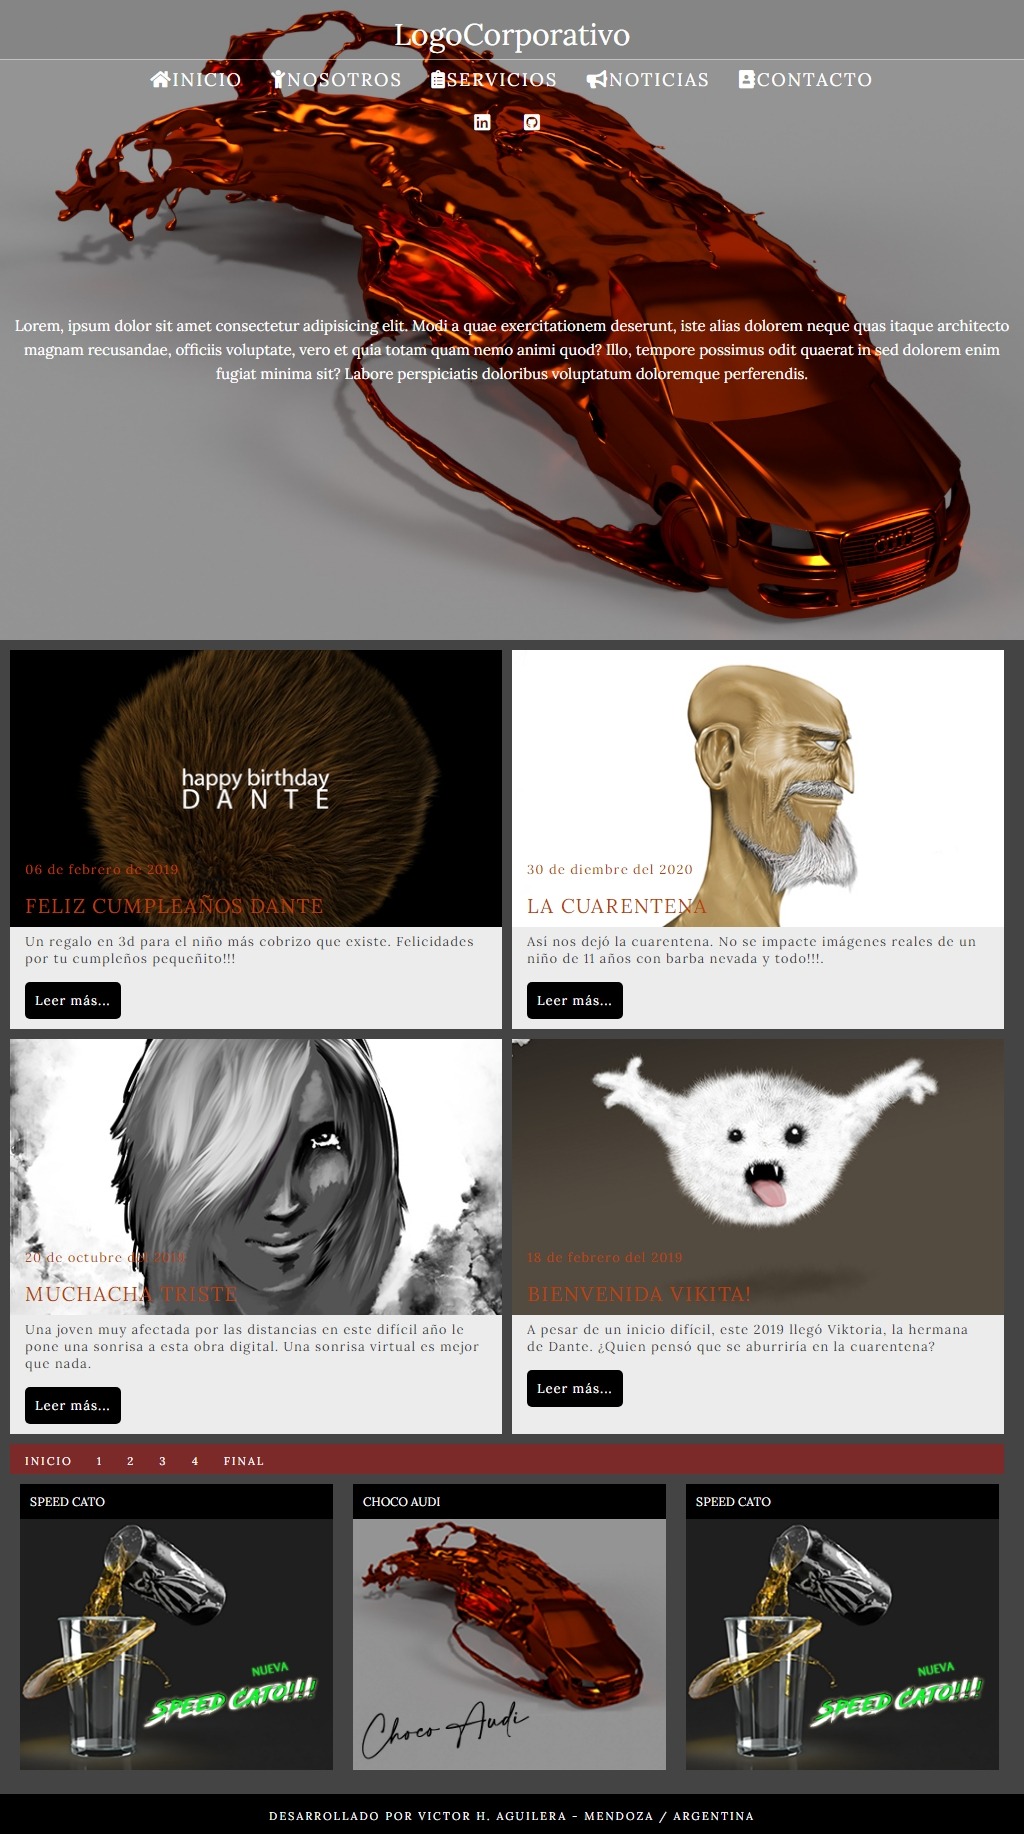 LogoCorporativo
INICIO NOSOTROS SERVICIOS NOTICIAS CONTACTO
in
Lorem, ipsum dolor sit amet consectetur adipisicing elit. Modi a quae exercitationem deserunt, iste alias dolorem neque quas itaque architecto
magnam recusandae, officiis voluptate, vero et quia totam quam nemo animi quod? Illo, tempore possimus odit quaerat in sed dolorem enim
fugiat minima sit? Labore perspiciatis doloribus voluptatum doloremque perferendis.
happy birthday
DANTE
06 de febrero de 2019
FELIZ CUMPLEAÑOS DANTE
Un regalo en 3d para el niño más cobrizo que existe. Felicidades
por tu cumpleños pequeñito!!!
Leer más...
30 de diembre del 2020
LA CUARENTENA
Así nos dejó la cuarentena. No se impacte imágenes reales de un
niño de 11 años con barba nevada y todo!!!.
Leer más...
20 de octubre del
MUCHACHA TRISTE
Una joven muy afectada por las distancias en este difícil año le
pone una sonrisa a esta obra digital. Una sonrisa virtual es mejor
que nada.
Leer más...
18 de febrero del 2019
BIENVENIDA VIKITA!
A pesar de un inicio difícil, este 2019 llegó Viktoria, la hermana
de Dante. ¿Quien pensó que se aburriría en la cuarentena?
Leer más...
INICIO 1 2 3 4 FINAL
SPEED CATO
NUEVA
SPEED CATO!!!!
CHOCO AUDI
Choco Audi
SPEED CATO
NUEVA
SPEED CATO!!!!
DESARROLLADO POR VICTOR H. AGUILERA - MENDOZA / ARGENTINA